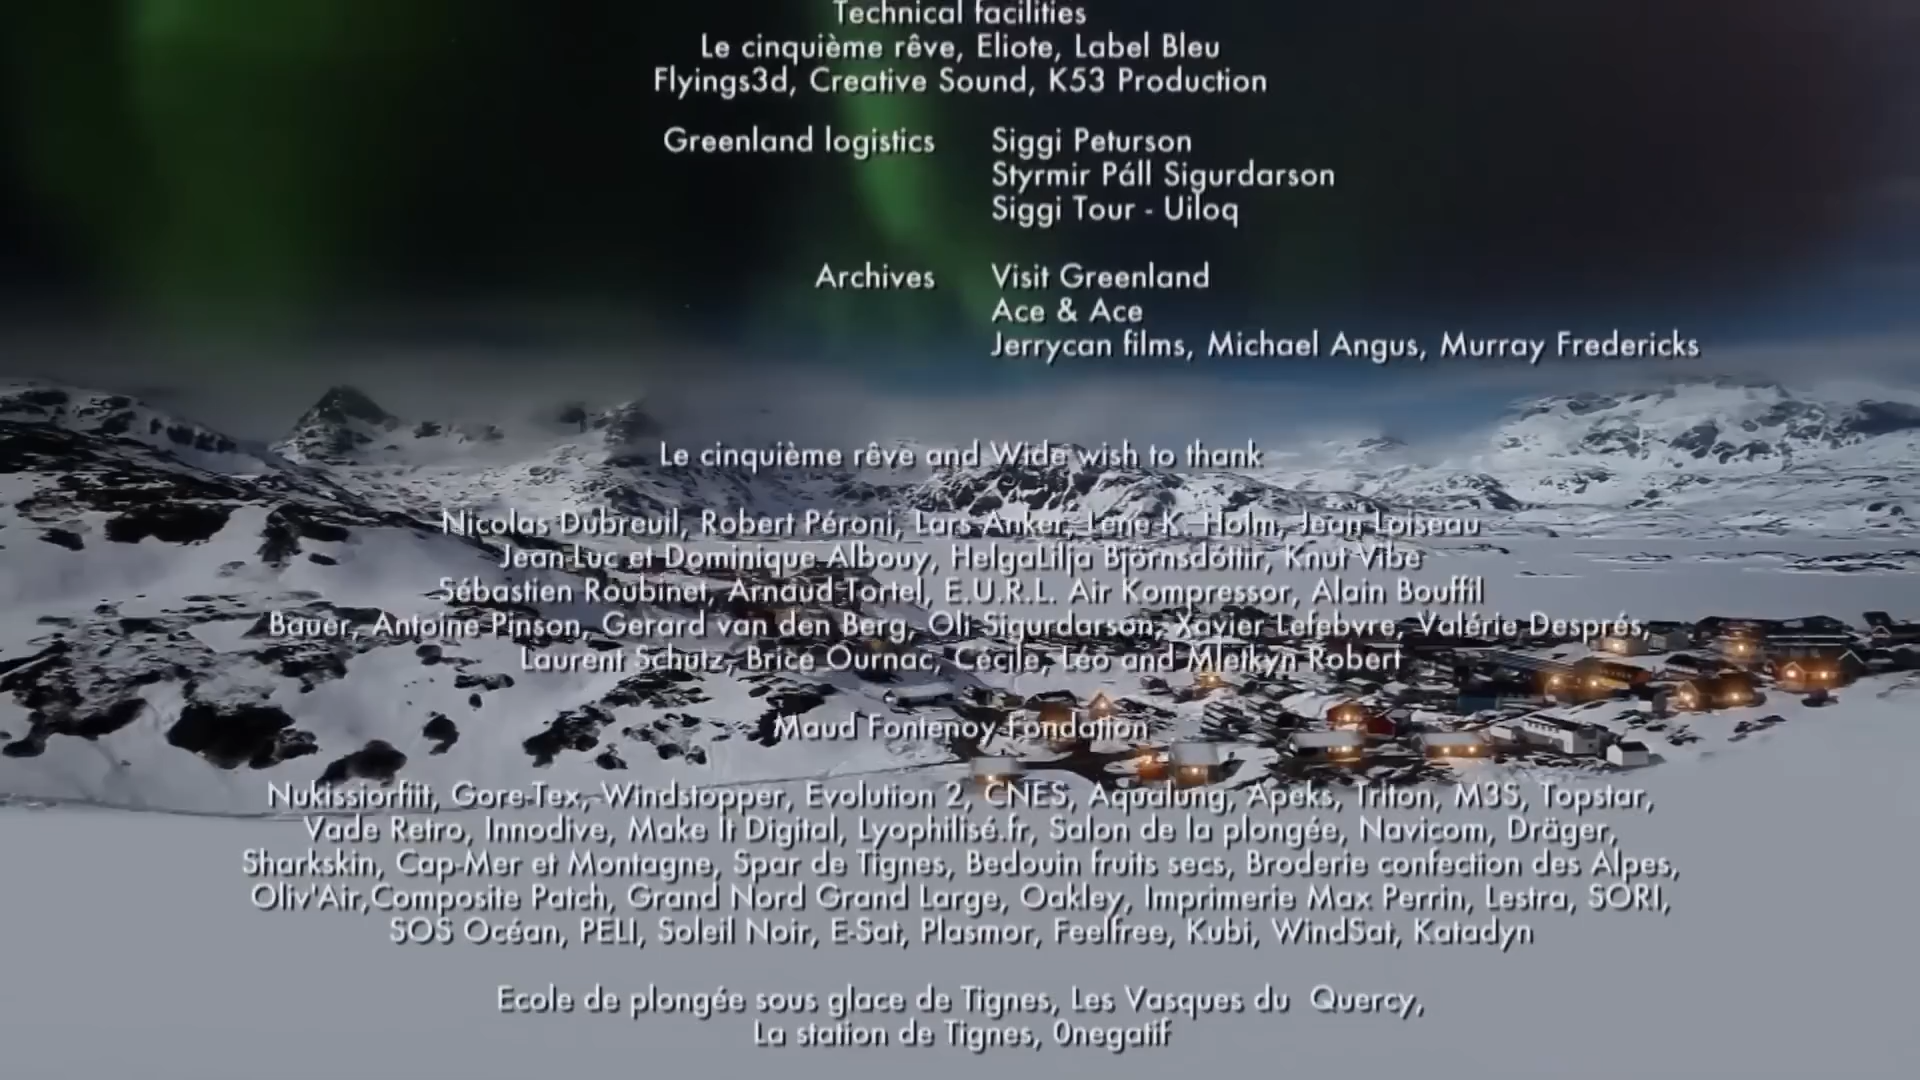 Technical facilities
Le cinquième rêve, Eliote, Label Bleu
Flyings3d, Creative Sound, K53 Production
Greenland logistics Siggi Peturson
Styrmir Páll Sigurdarson
Siggi Tour - Uiloq
Archives Visit Greenland
Ace & Ace
Jerrycan films, Michael Angus, Murray Fredericks
Le cinquième rêve and Wide wish to thank
Nicolas Dubreuil, Robert Péroni, Lars Anker, Lene K. Holm, Jean Loiseau
Jean-Luc et Dominique Albouy, HelgaLilja Björnsdóttir, Knut Vibe
Sébastien Roubinet, Arnaud Tortel, E.U.R.L. Air Kompressor, Alain Bouffil
Bauer, Antoine Pinson, Gerard van den Berg, Oli Sigurdarson, Xavier Lefebvre, Valérie Després,
Laurent Schutz, Brice Ournac, Cécile, Léo and Mleikyn Robert
Maud Fontenoy Fondation
Nukissiorfiit, Gore-Tex, Windstopper, Evolution 2, CNES, Aqualung, Apeks, Triton, M3S, Topstar,
Vade Retro, Innodive, Make It Digital, Lyophilisé.fr, Salon de la plongée, Navicom, Dräger,
Sharkskin, Cap-Mer et Montagne, Spar de Tignes, Bedouin fruits secs, Broderie confection des Alpes,
Oliv'Air,Composite Patch, Grand Nord Grand Large, Oakley, Imprimerie Max Perrin, Lestra, SORI,
SOS Océan, PELI, Soleil Noir, E-Sat, Plasmor, Feelfree, Kubi, WindSat, Katadyn
Ecole de plongée sous glace de Tignes, Les Vasques du Quercy,
La station de Tignes, 0negatif